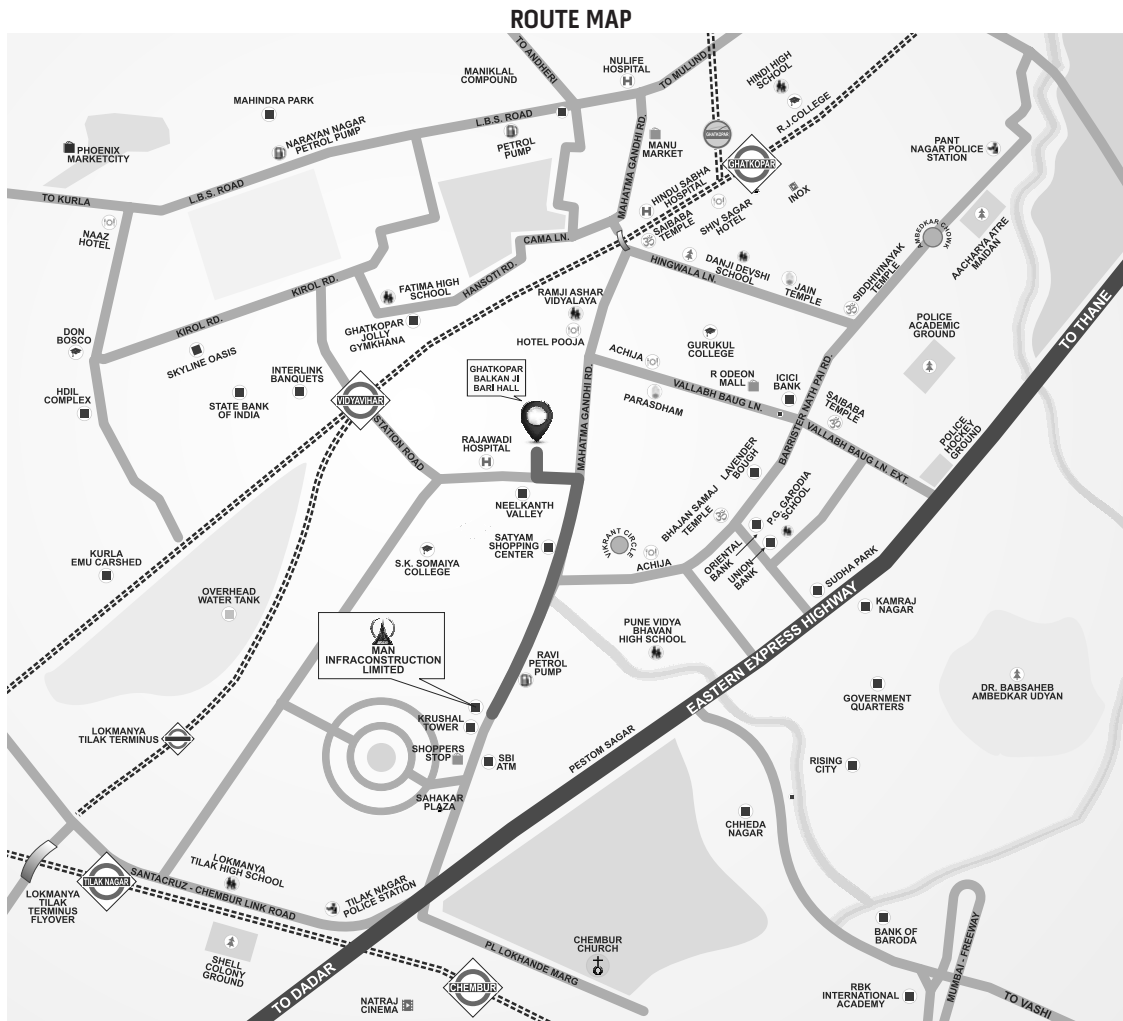 ROUTE MAP
TO ANDHERI
MANIKLAL
COMPOUND
NULIFE
HOSPITAL
TO MULUND
HINDI HIGH
SCHOOL
R.J.COLLEGE
MAHINDRA PARK
L.B.S. ROAD
NARAYAN NAGAR
PETROL PUMP
PETROL
PUMP
MAHATMA GANDHI RD.
MANU
MARKET
GHATKOPAR
GHATKOPAR
PANT
NAGAR POLICE
STATION
PHOENIX
MARKETCITY
TO KURLA
L.B.S. ROAD
HINDU SABHA
HOSPITAL
SAIBABA
TEMPLE
SHIV SAGAR
HOTEL
INOX
AMBEDKAR CHOWK
AACHARYA ATRE
MAIDAN
NAAZ
HOTEL
CAMA LN.
HINGWALA LN.
DANJI DEVSHI
SCHOOL
JAIN
TEMPLE
SIDDHIVINAYAK
TEMPLE
KIROL RD.
HANSOTI RD.
FATIMA HIGH
SCHOOL
RAMJI ASHAR
VIDYALAYA
HOTEL POOJA
TO THANE
POLICE
ACADEMIC
GROUND
KIROL RD.
DON
BOSCO
SKYLINE OASIS
GHATKOPAR
JOLLY
GYMKHANA
ACHIJA
GURUKUL
COLLEGE
R ODEON
MALL
ICICI
BANK
INTERLINK
BANQUETS
STATE BANK
OF INDIA
HDIL
COMPLEX
VIDYAVIHAR
GHATKOPAR
BALKAN JI
BARI HALL
MAHATMA GANDHI RD.
PARASDHAM
VALLABH BAUG LN.
BARRISTER NATH PAI RD.
SAIBABA
TEMPLE
VALLABH BAUG LN. EXT.
POLICE
HOCKEY
GROUND
STATION ROAD
RAJAWADI
HOSPITAL
LAVENDER
BOUGH
BHAJAN SAMAJ
TEMPLE
P.G. GARODIA
SCHOOL
NEELKANTH
VALLEY
SATYAM
SHOPPING
CENTER
VIKRANT CIRCLE
ACHIJA
ORIENTAL
BANK
UNION
BANK
SUDHA PARK
KAMRAJ
NAGAR
KURLA
EMU CARSHED
S.K. SOMAIYA
COLLEGE
OVERHEAD
WATER TANK
MAN
INFRACONSTRUCTION
LIMITED
PUNE VIDYA
BHAVAN
HIGH SCHOOL
RAVI
PETROL
PUMP
EASTERN EXPRESS HIGHWAY
GOVERNMENT
QUARTERS
DR. BABSAHEB
AMBEDKAR UDYAN
LOKMANYA
TILAK TERMINUS
KRUSHAL
TOWER
SHOPPERS
STOP
SBI
ATM
PESTOM SAGAR
RISING
CITY
SAHAKAR
PLAZA
CHHEDA
NAGAR
TILAK NAGAR
LOKMANYA
TILAK HIGH SCHOOL
SANTACRUZ - CHEMBUR LINK ROAD
TILAK NAGAR
POLICE STATION
LOKMANYA
TILAK
TERMINUS
FLYOVER
SHELL
COLONY
GROUND
PL LOKHANDE MARG
CHEMBUR
CHURCH
BANK OF
BARODA
MUMBAI - FREEWAY
TO DADAR
NATRAJ
CINEMA
CHEMBUR
RBK
INTERNATIONAL
ACADEMY
TO VASHI